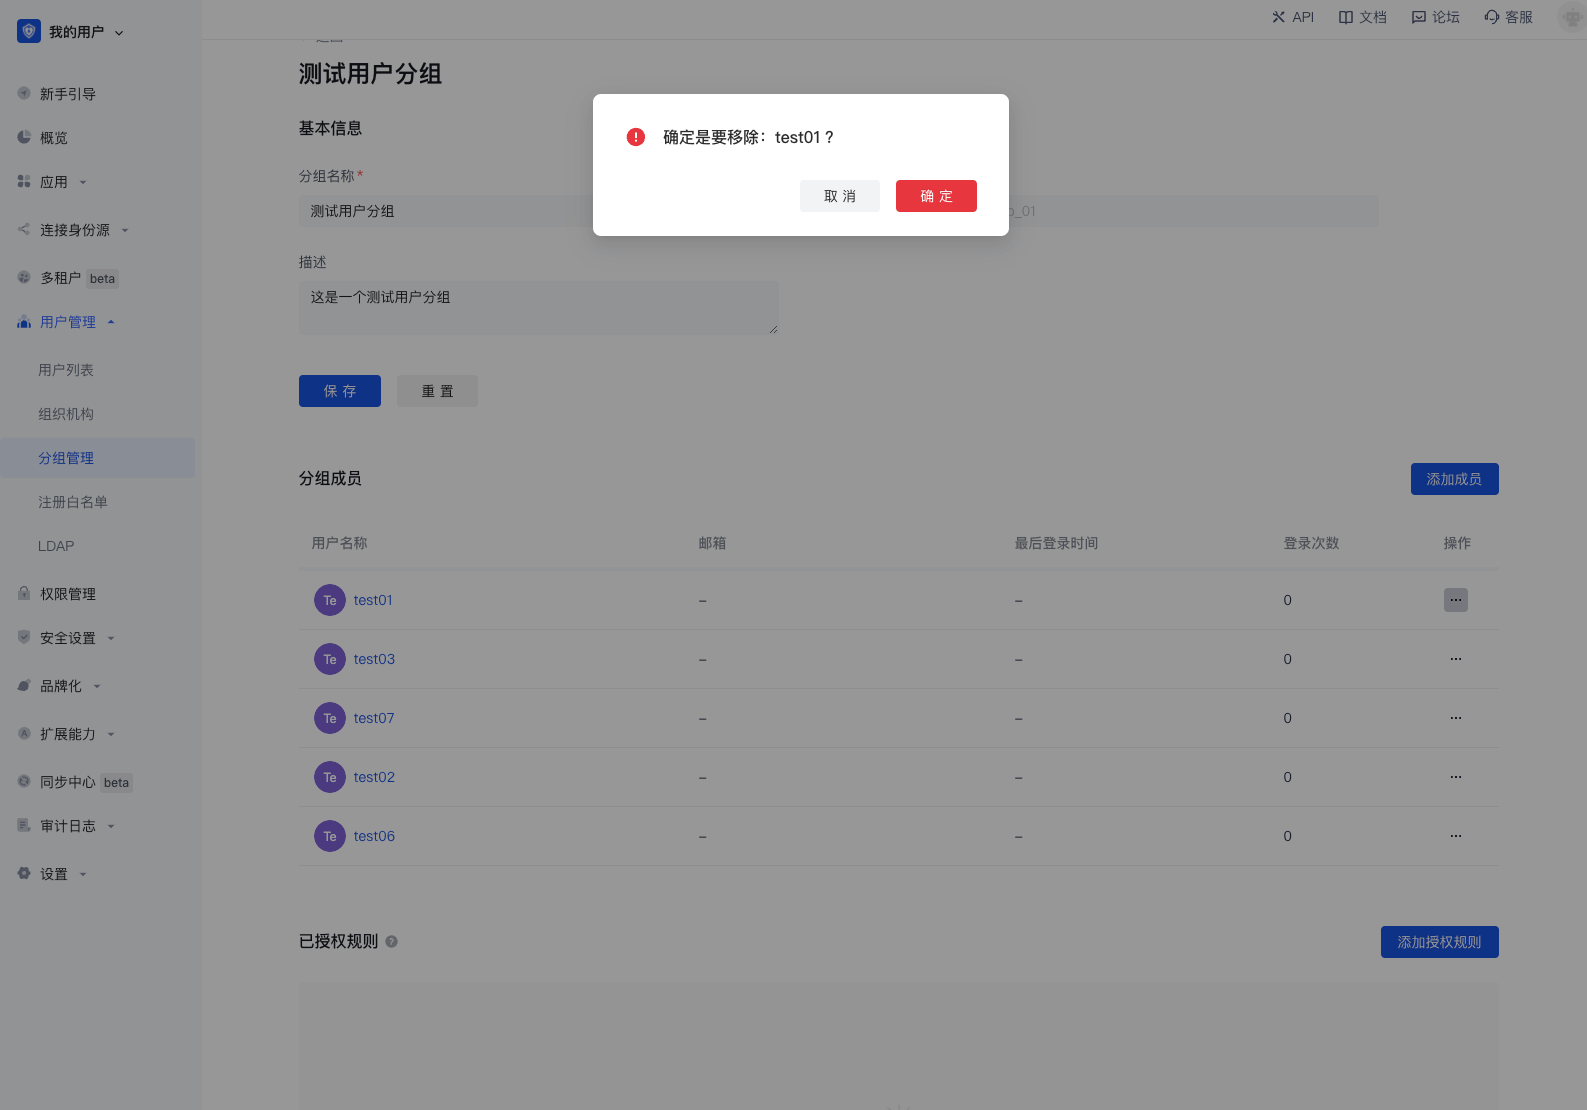 我的用户
API
文档
论坛
客服
新手引导
概览
应用
连接身份源
多租户 beta
用户管理
用户列表
组织机构
分组管理
注册白名单
LDAP
权限管理
安全设置
品牌化
扩展能力
同步中心 beta
审计日志
设置
测试用户分组
基本信息
分组名称*
测试用户分组
_01
确定是要移除：test01 ?
取 消
确 定
描述
这是一个测试用户分组
保 存
重 置
分组成员
添加成员
用户名称 邮箱 最后登录时间 登录次数 操作
Te test01 – – 0 ···
Te test03 – – 0 ···
Te test07 – – 0 ···
Te test02 – – 0 ···
Te test06 – – 0 ···
已授权规则 ?
添加授权规则